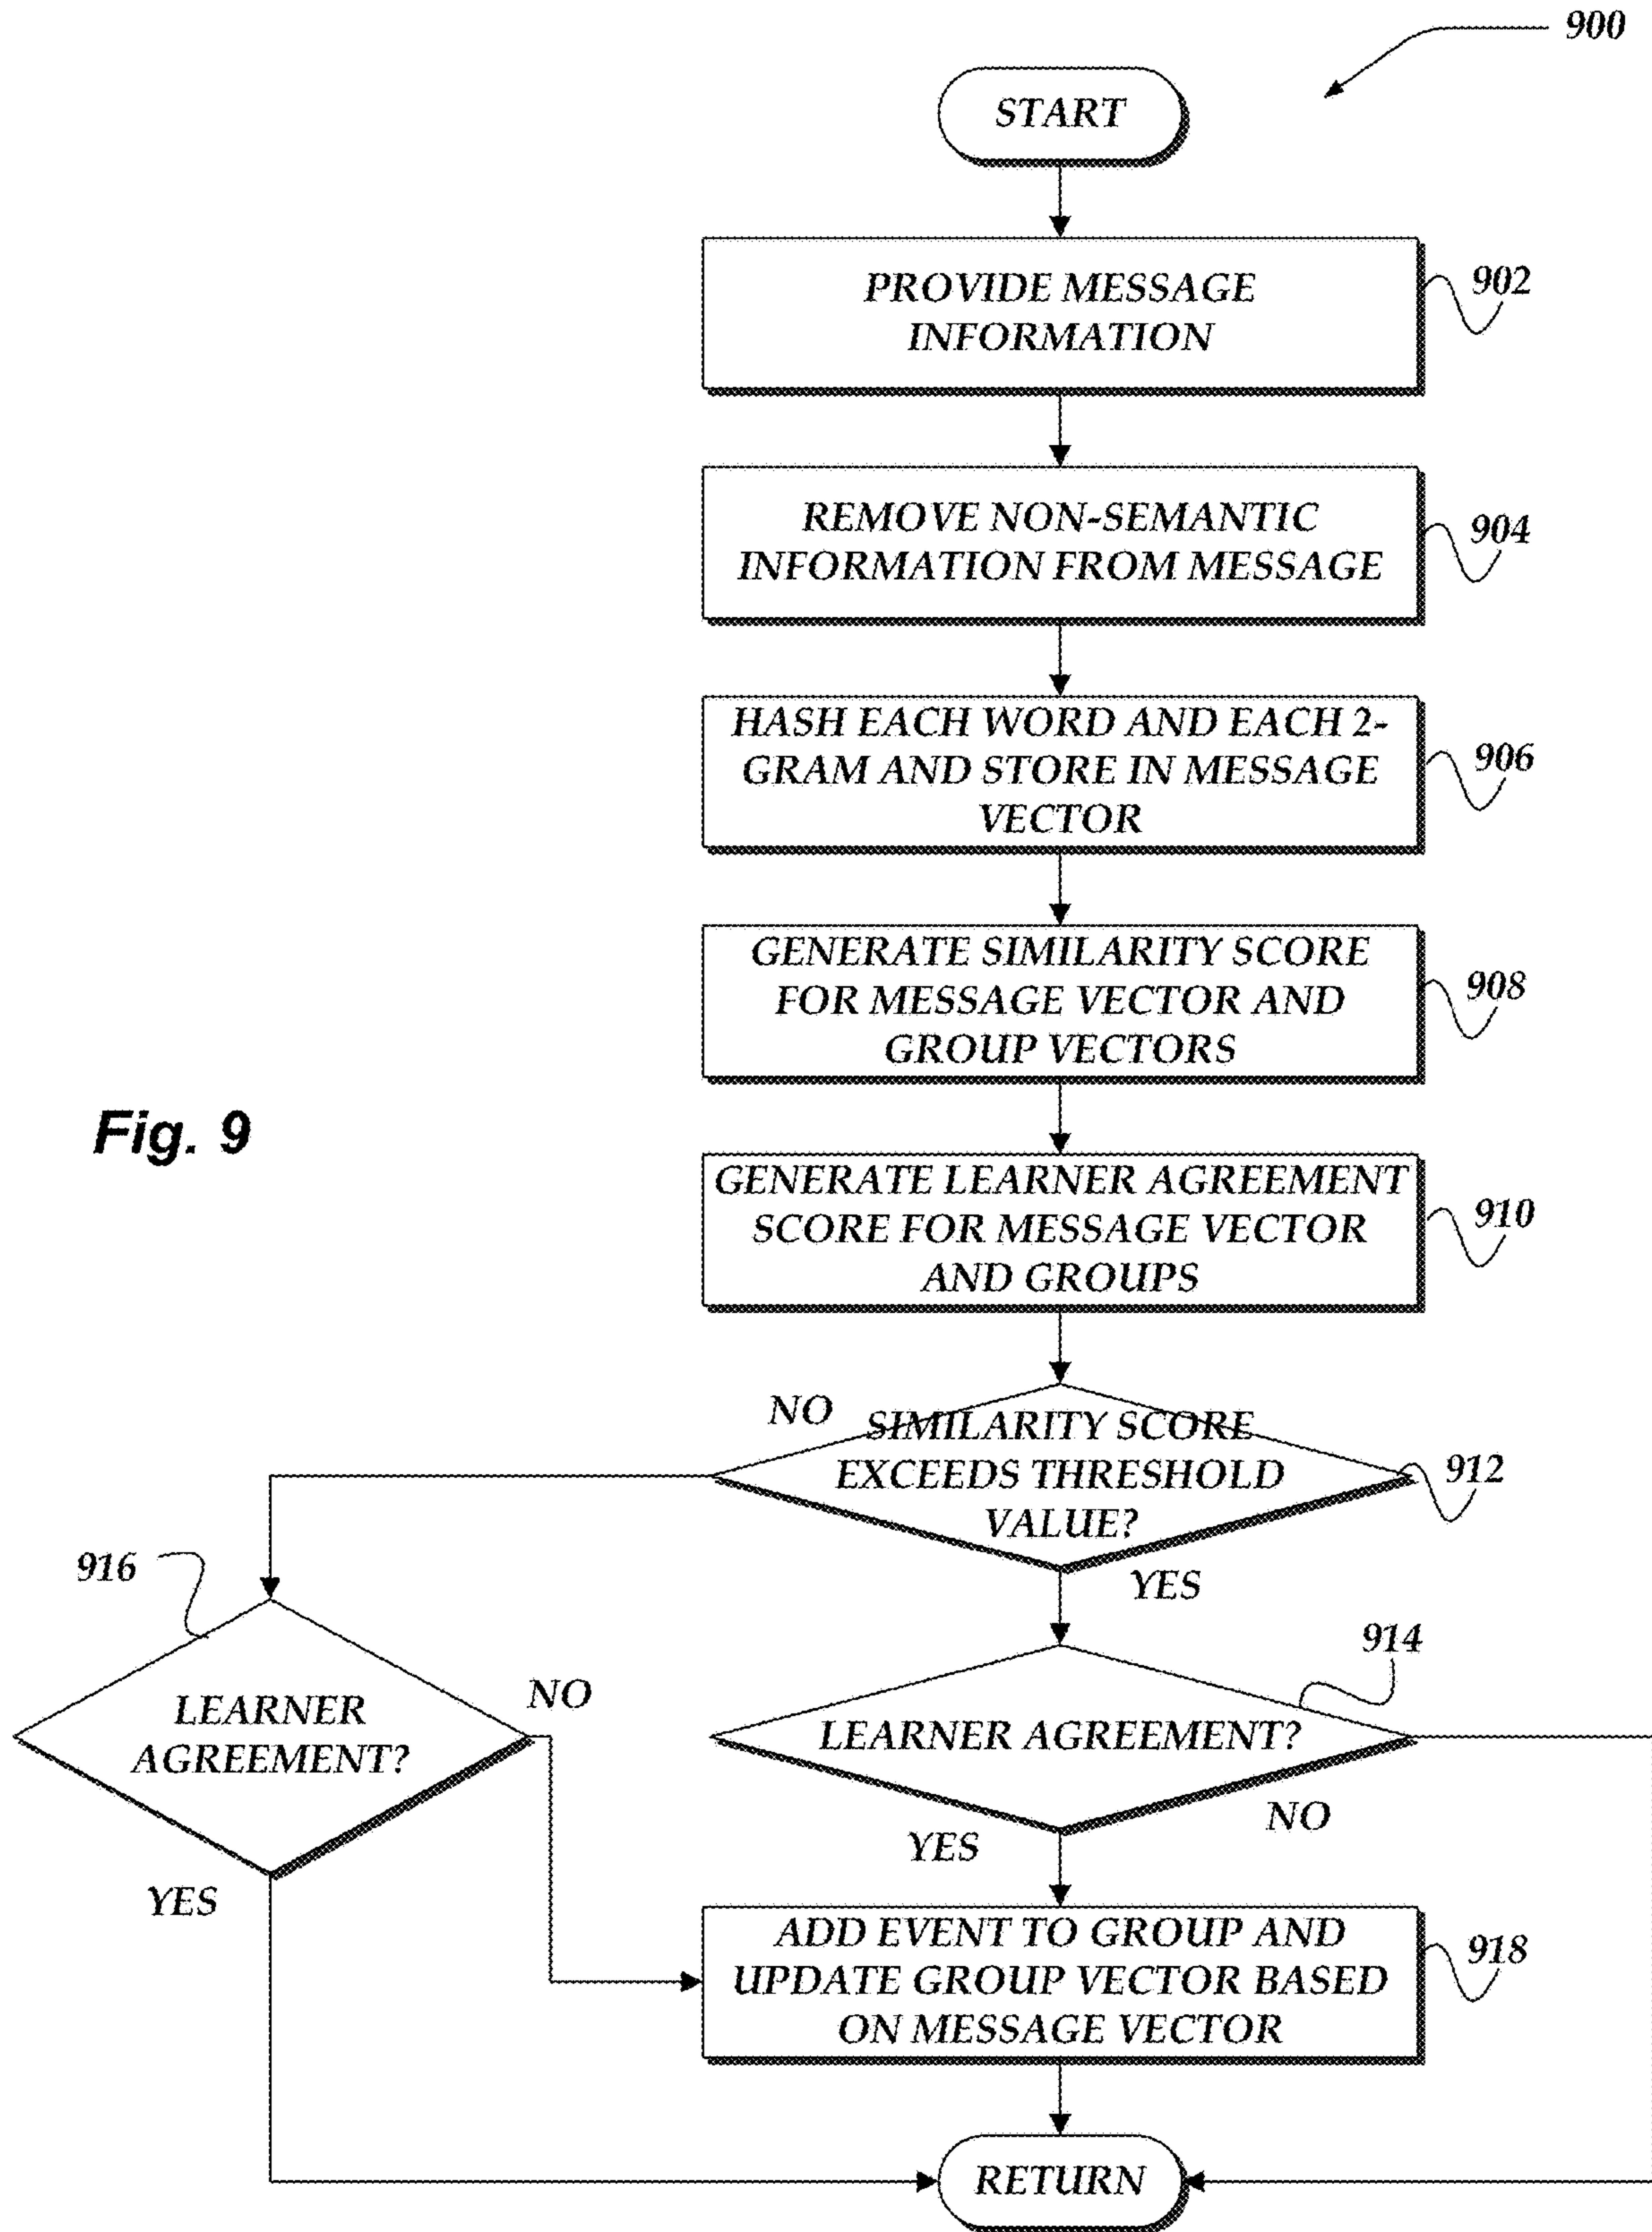 900
START
PROVIDE MESSAGE
INFORMATION
902
REMOVE NON-SEMANTIC
INFORMATION FROM MESSAGE
904
HASH EACH WORD AND EACH 2-
GRAM AND STORE IN MESSAGE
VECTOR
906
GENERATE SIMILARITY SCORE
FOR MESSAGE VECTOR AND
GROUP VECTORS
908
Fig. 9
GENERATE LEARNER AGREEMENT
SCORE FOR MESSAGE VECTOR
AND GROUPS
910
NO
SIMILARITY SCORE
EXCEEDS THRESHOLD
VALUE?
912
YES
916
LEARNER
AGREEMENT?
NO
YES
914
LEARNER AGREEMENT?
NO
YES
ADD EVENT TO GROUP AND
UPDATE GROUP VECTOR BASED
ON MESSAGE VECTOR
918
RETURN